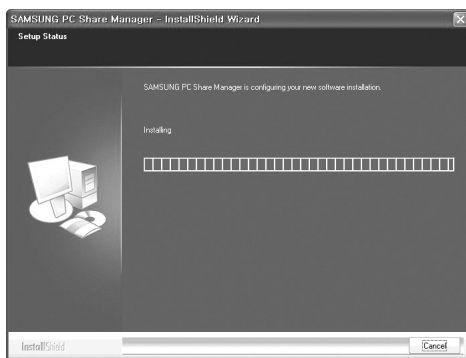 SAMSUNG PC Share Manager - InstallShield Wizard
Setup Status
SAMSUNG PC Share Manager is configuring your new software installation.
Installing
InstallShield
Cancel